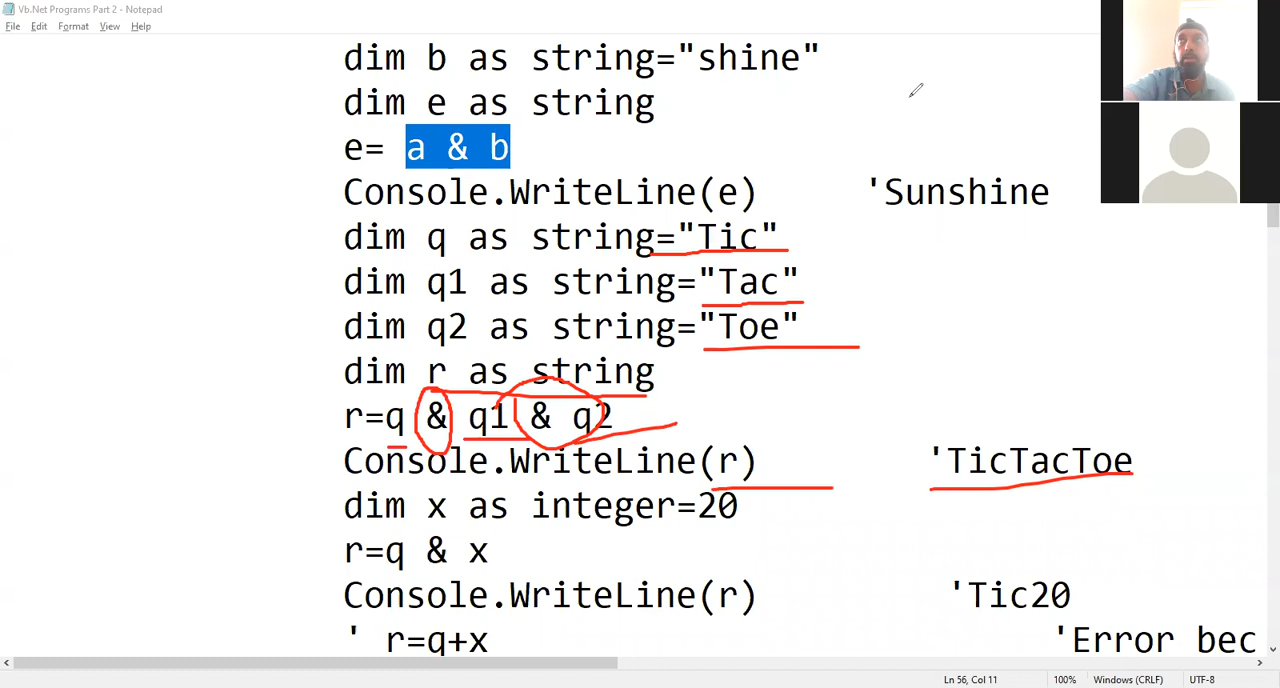 Vb.Net Programs Part 2 - Notepad
File Edit Format View Help
dim b as string="shine"
dim e as string
e= a & b
Console.WriteLine(e) 'Sunshine
dim q as string="Tic"
dim q1 as string="Tac"
dim q2 as string="Toe"
dim r as string
r=q & q1 & q2
Console.WriteLine(r) 'TicTacToe
dim x as integer=20
r=q & x
Console.WriteLine(r) 'Tic20
' r=q+x 'Error bec
Ln 56, Col 11 100% Windows (CRLF) UTF-8